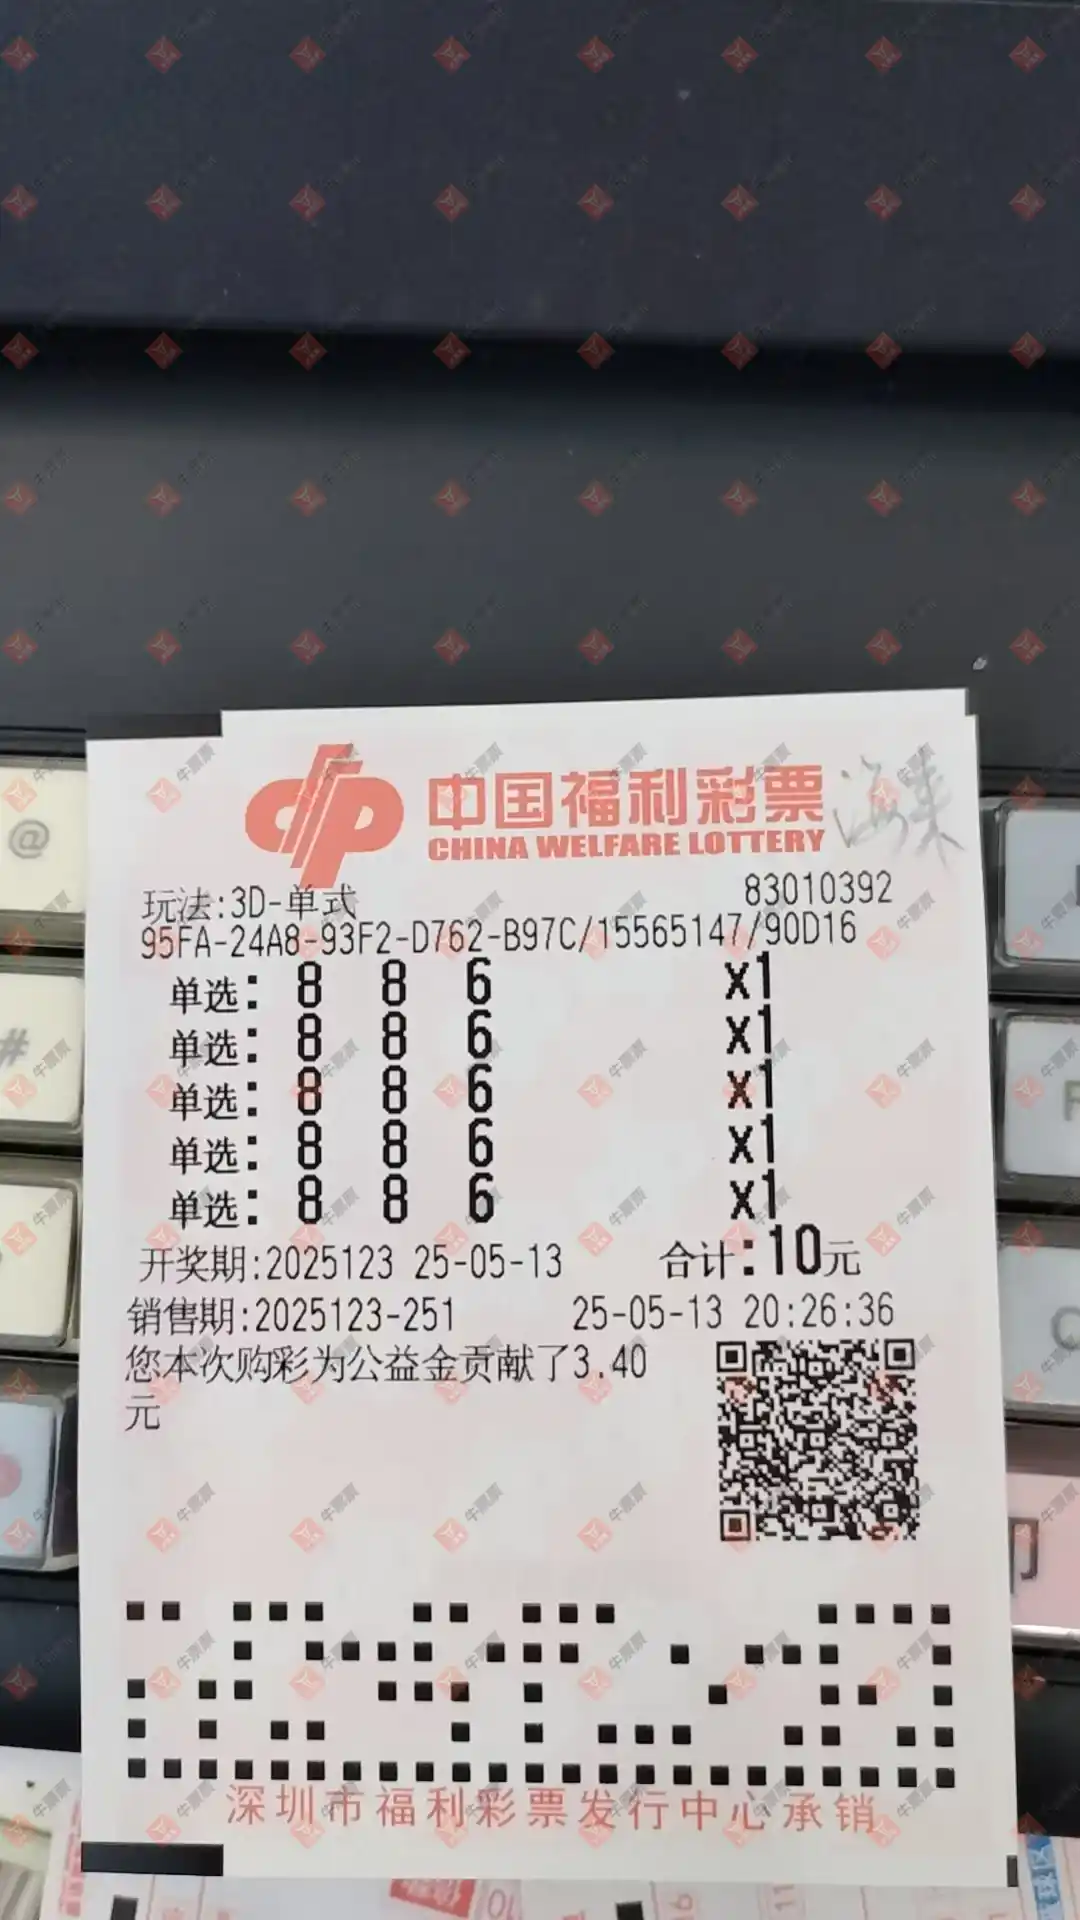 中国福利彩票
CHINA WELFARE LOTTERY
玩法:3D-单式 83010392
95FA-24A8-93F2-D762-B97C/15565147/90D16
单选: 8 8 6 x1
单选: 8 8 6 x1
单选: 8 8 6 x1
单选: 8 8 6 x1
单选: 8 8 6 x1
开奖期:2025123 25-05-13 合计:10元
销售期:2025123-251 25-05-13 20:26:36
您本次购彩为公益金贡献了3.40
元
深圳市福利彩票发行中心承销
@
#
牛票票